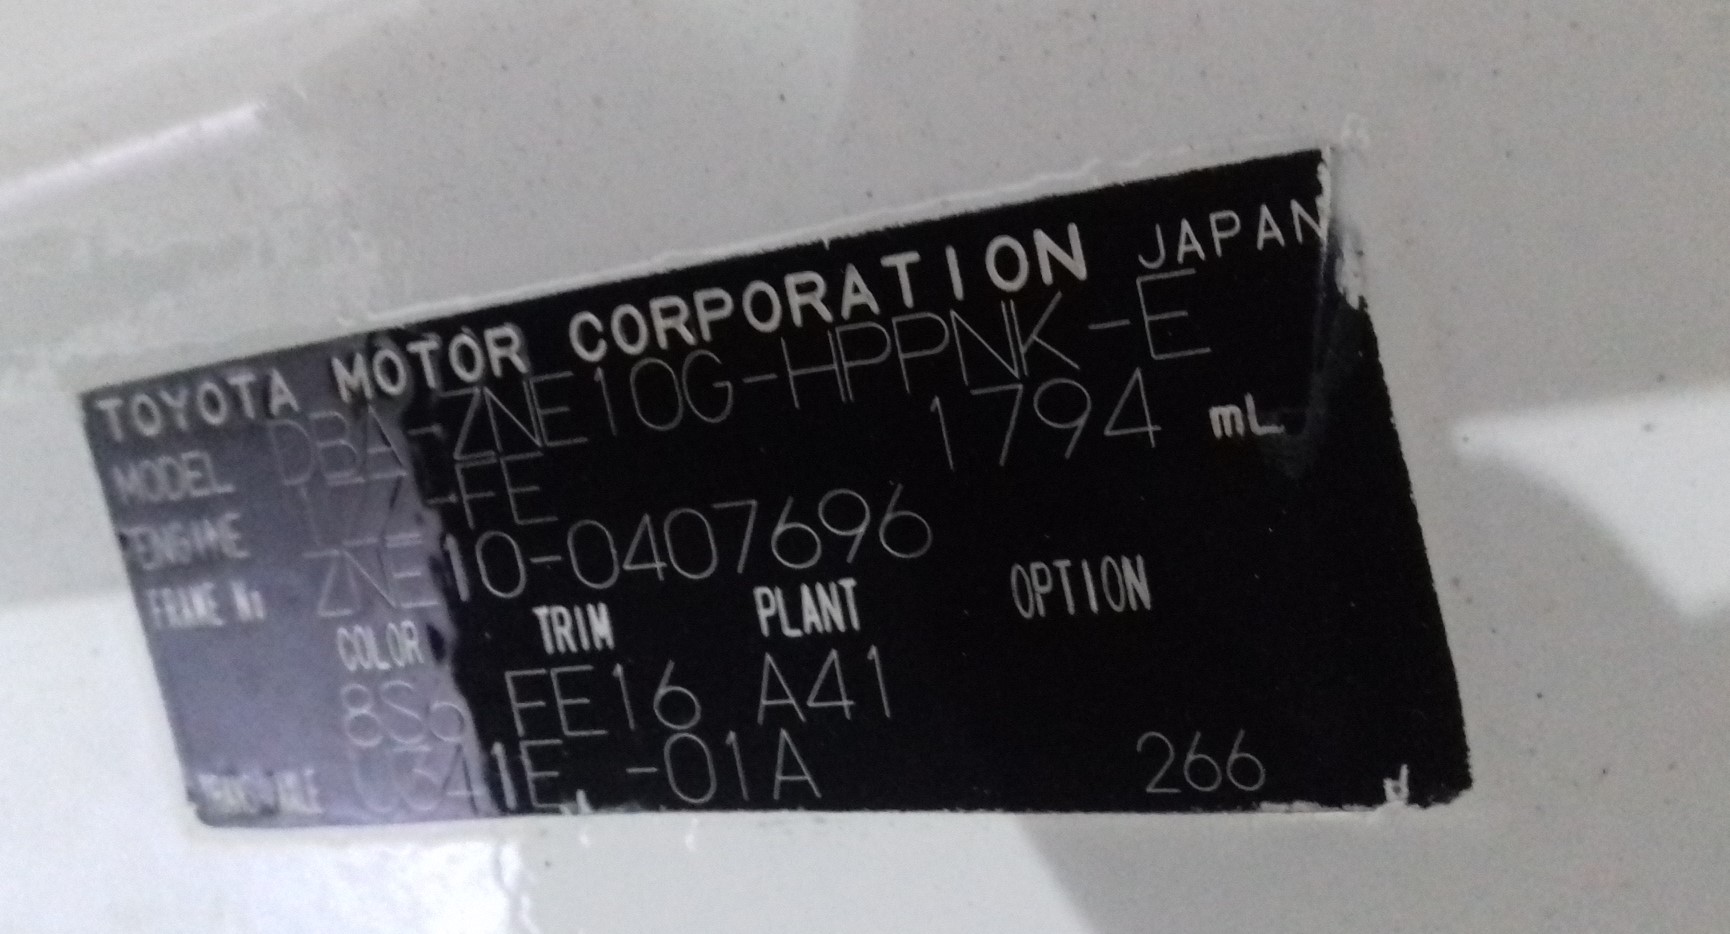 TOYOTA MOTOR CORPORATION JAPAN
MODEL DBA-ZNE10G-HPPNK-E
ENGINE 1ZZ-FE 1794 mL
FRAME No ZNE10-0407696
COLOR TRIM PLANT OPTION
8S6 FE16 A41
TRANS/AXLE U341E -01A 266